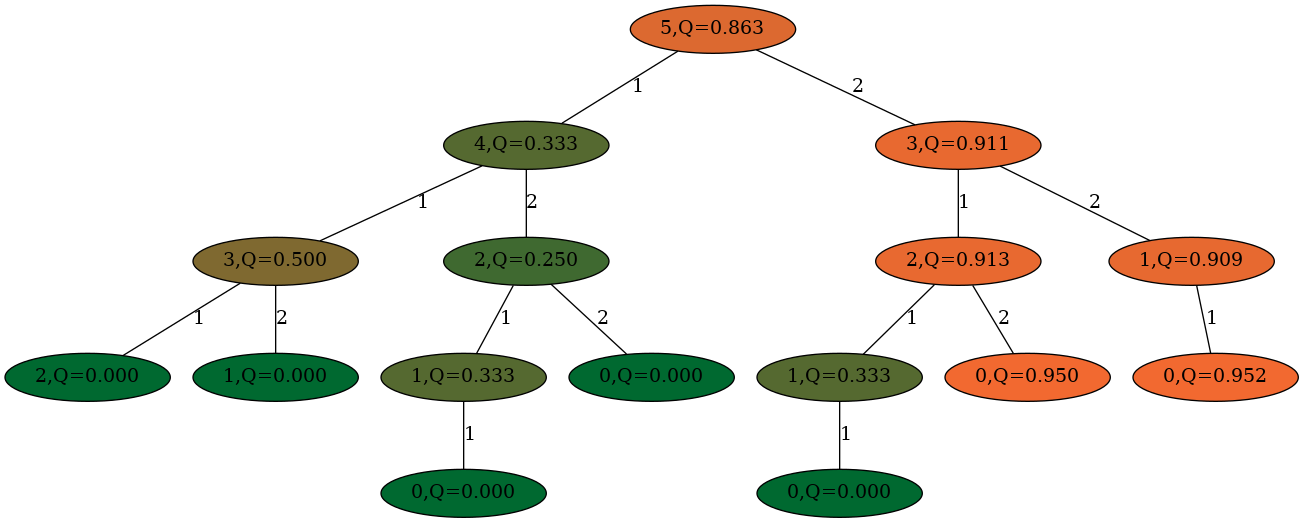 5,Q=0.863
1
2
4,Q=0.333
3,Q=0.911
1
2
1
2
3,Q=0.500
2,Q=0.250
2,Q=0.913
1,Q=0.909
1
2
1
2
1
2
1
2,Q=0.000
1,Q=0.000
1,Q=0.333
0,Q=0.000
1,Q=0.333
0,Q=0.950
0,Q=0.952
1
1
0,Q=0.000
0,Q=0.000